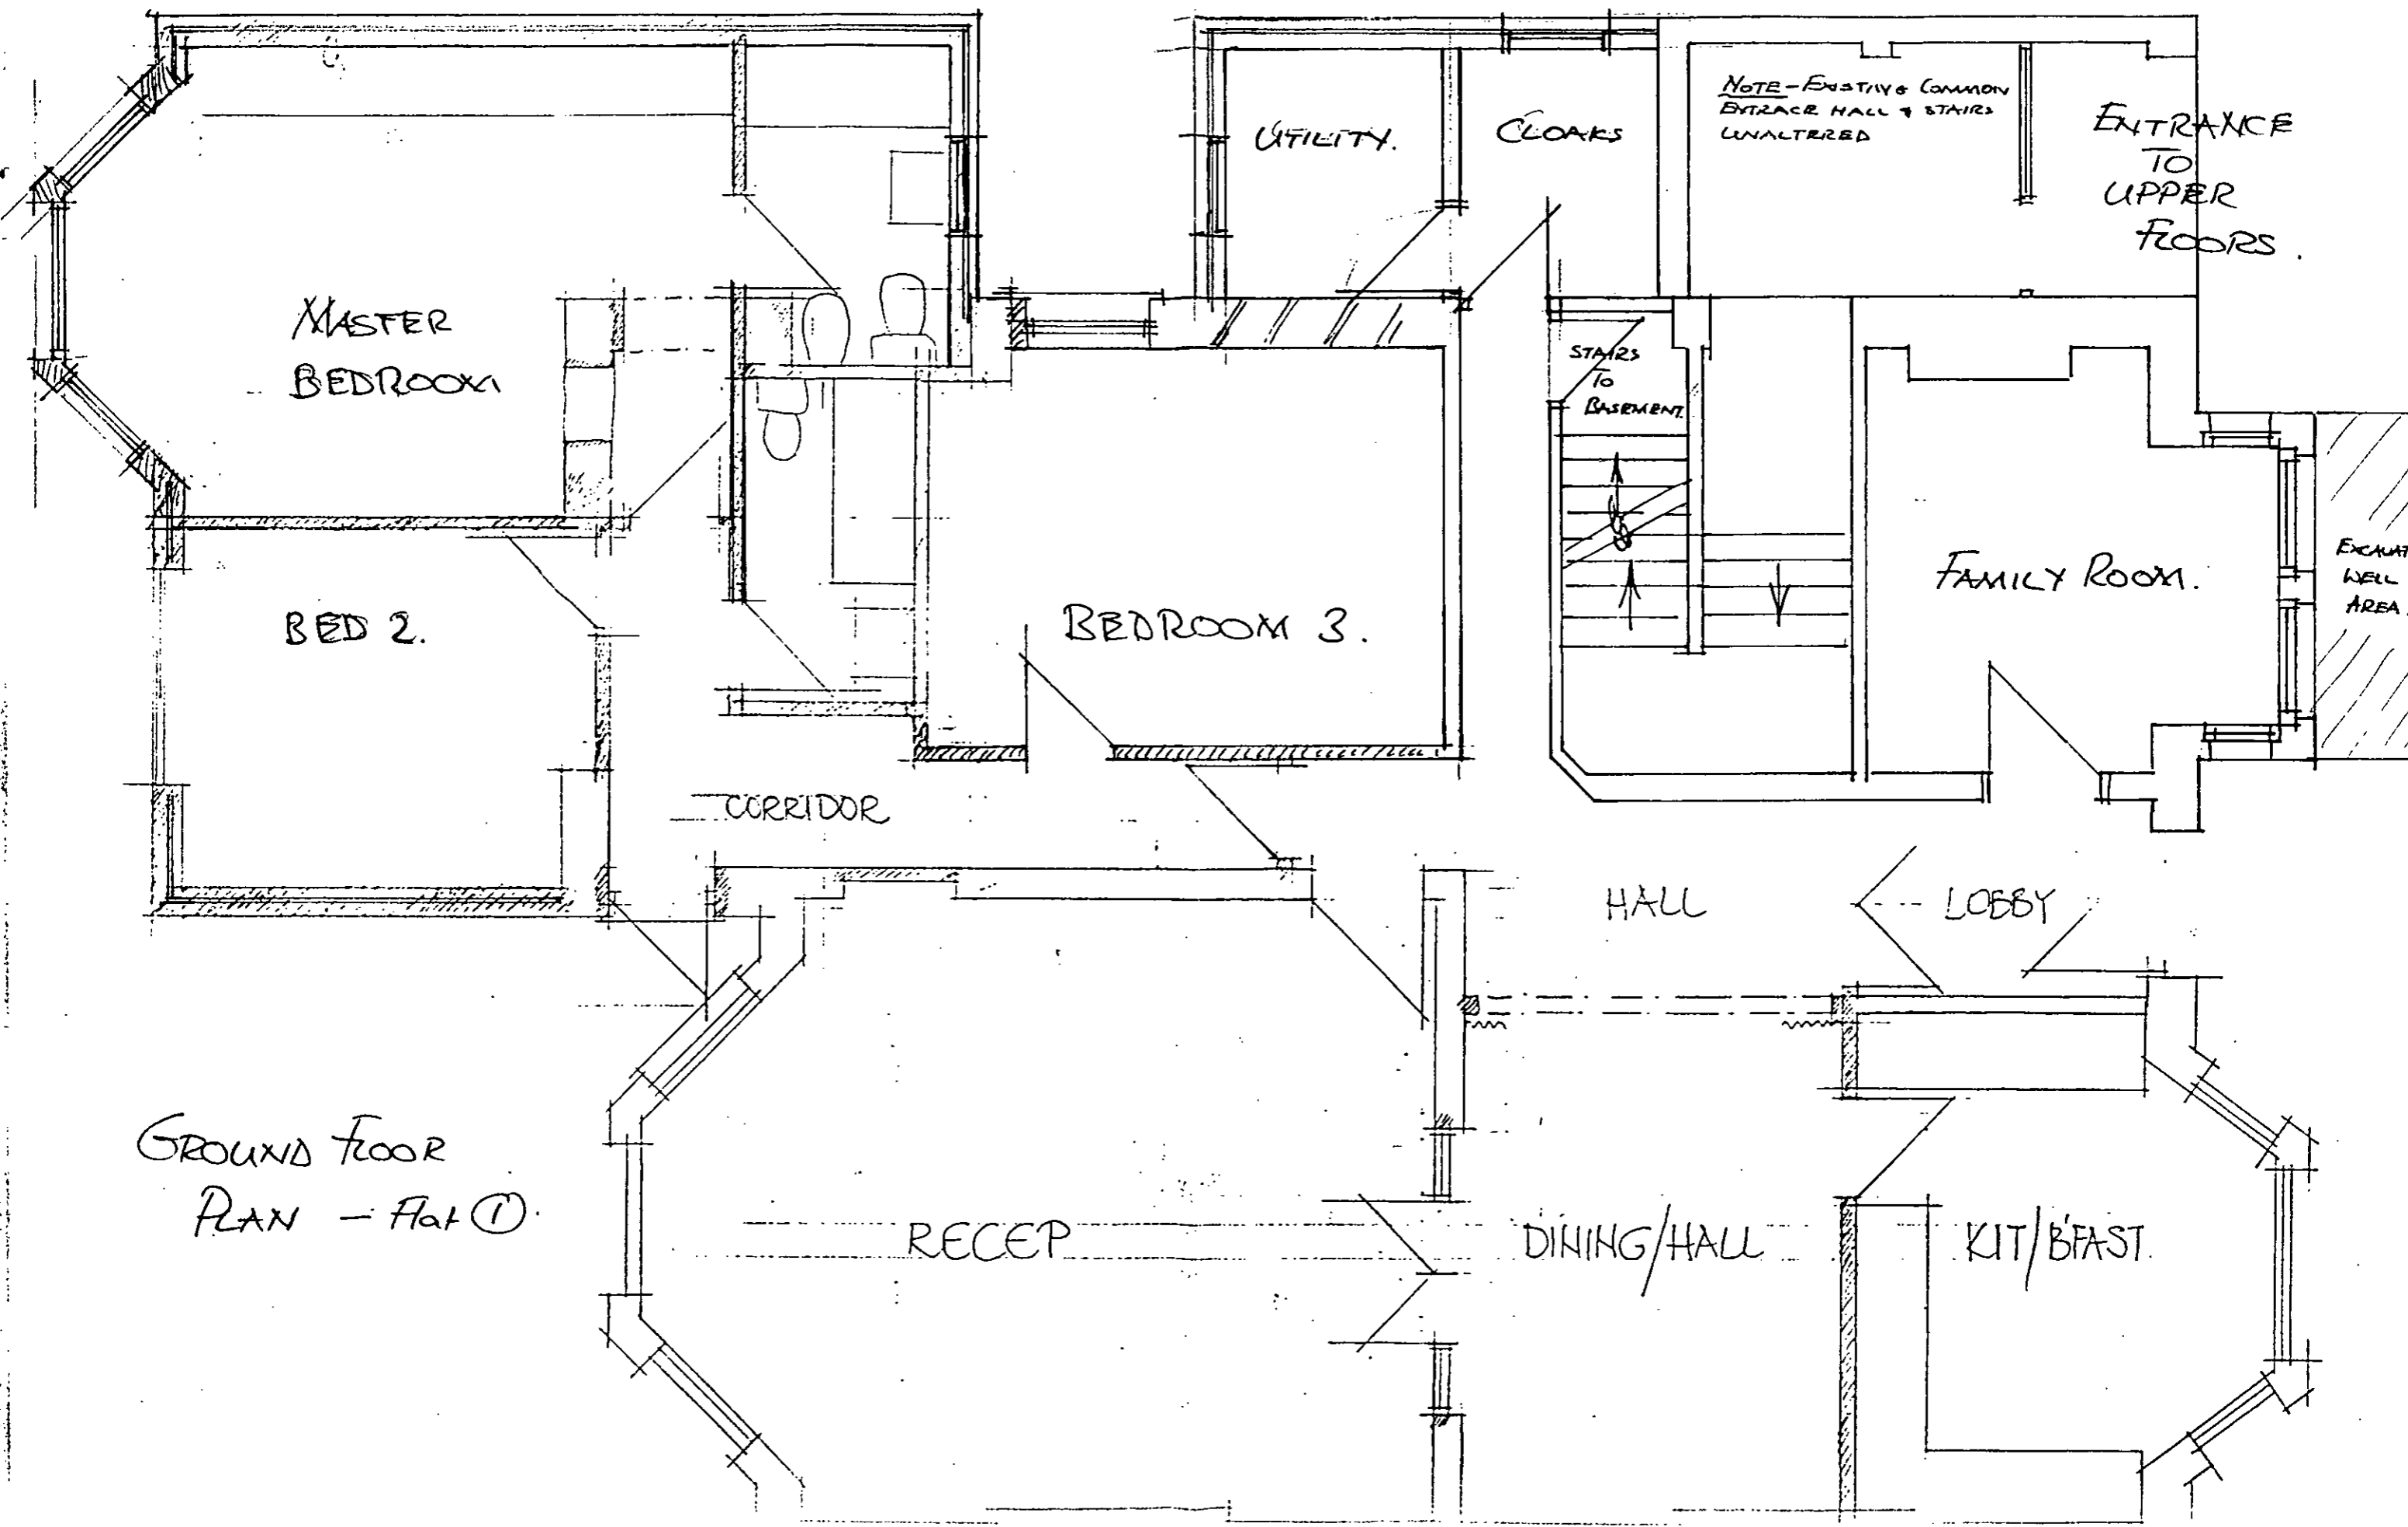 NOTE - EXISTING COMMON
ENTRACE HALL & STAIRS
UNALTERED
UTILITY.
CLOAKS
ENTRANCE
TO
UPPER
FLOORS.
MASTER
BEDROOM
STAIRS
TO
BASEMENT
BED 2.
BEDROOM 3.
FAMILY ROOM.
EXCAVAT
WELL
AREA
CORRIDOR
HALL
LOBBY
GROUND FLOOR
PLAN - Flat ①.
RECEP
DINING/HALL
KIT/B'FAST.